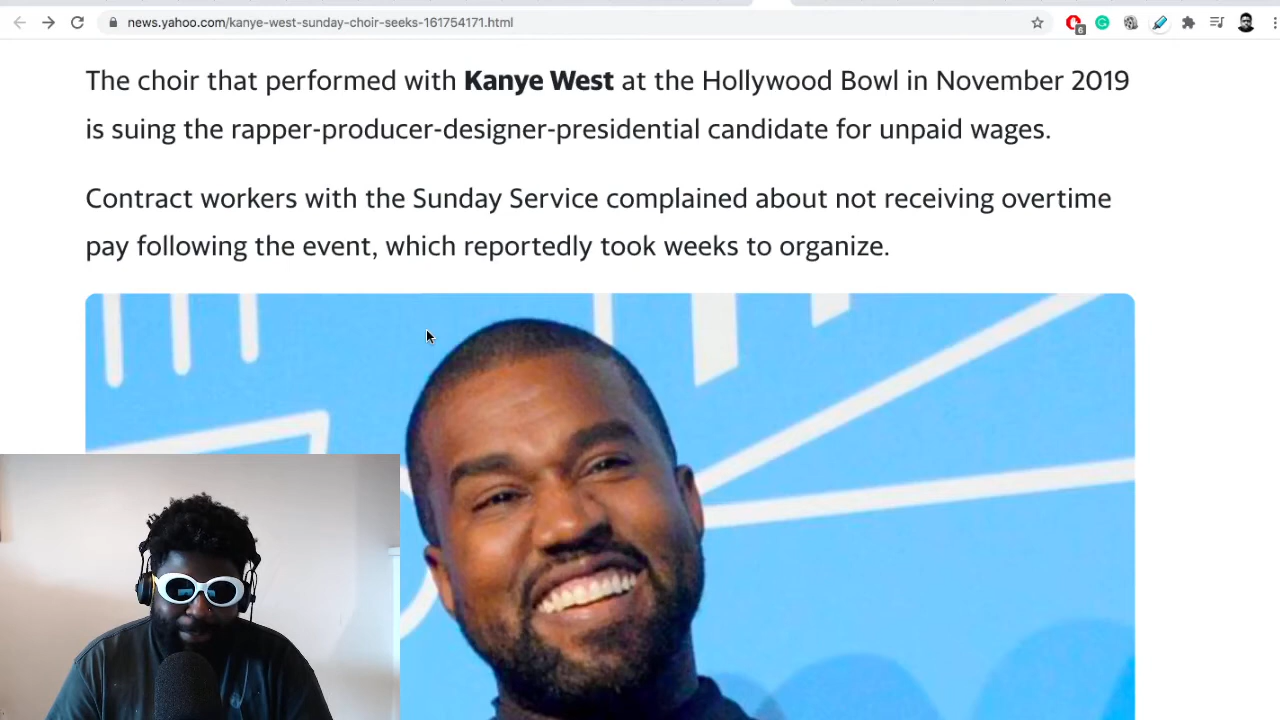 news.yahoo.com/kanye-west-sunday-choir-seeks-161754171.html
6
The choir that performed with Kanye West at the Hollywood Bowl in November 2019
is suing the rapper-producer-designer-presidential candidate for unpaid wages.
Contract workers with the Sunday Service complained about not receiving overtime
pay following the event, which reportedly took weeks to organize.